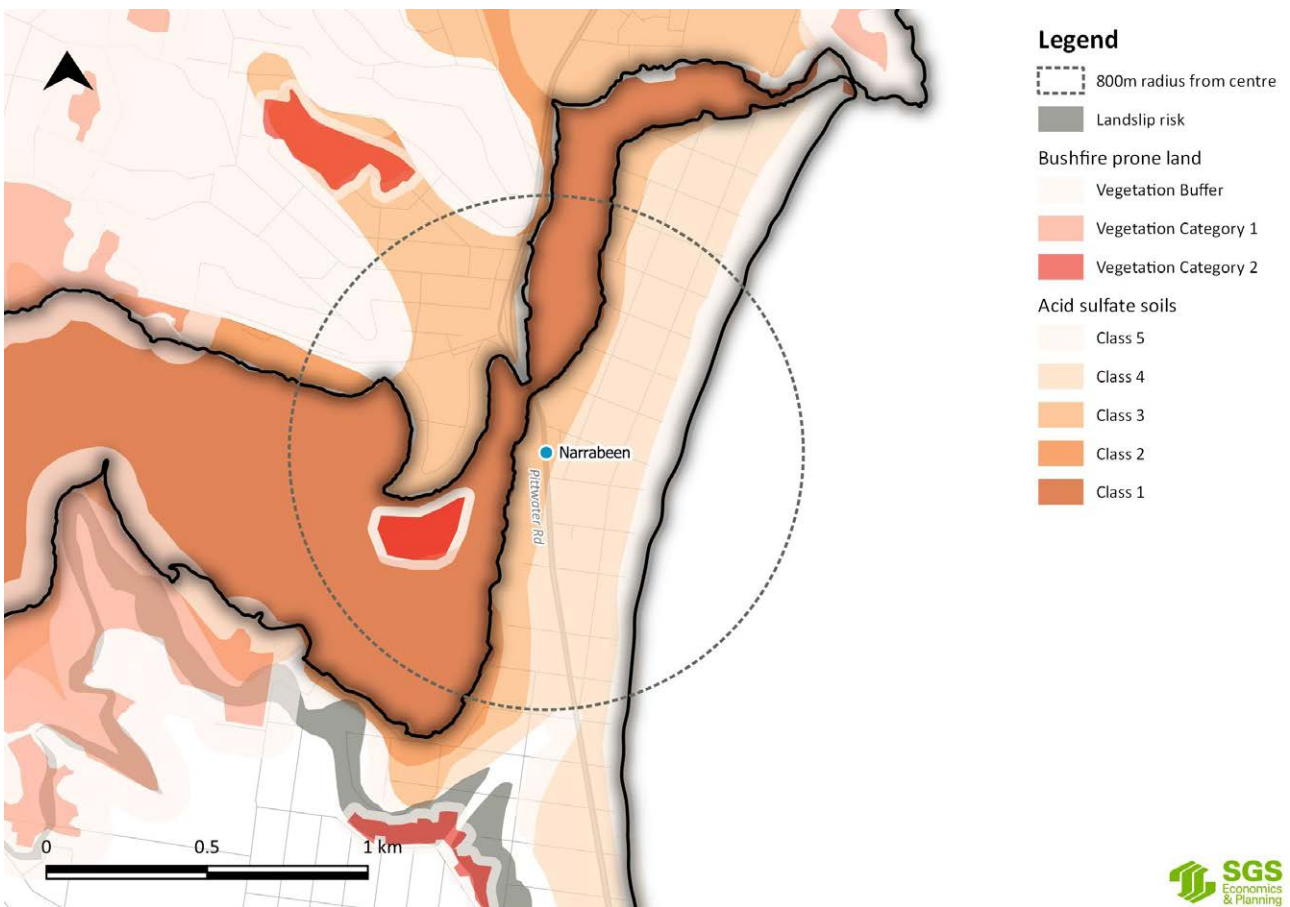 Legend
800m radius from centre
Landslip risk
Bushfire prone land
Vegetation Buffer
Vegetation Category 1
Vegetation Category 2
Acid sulfate soils
Class 5
Class 4
Class 3
Class 2
Class 1
Narrabeen
Pittwater Rd
0 0.5 1 km
SGS
Economics
& Planning